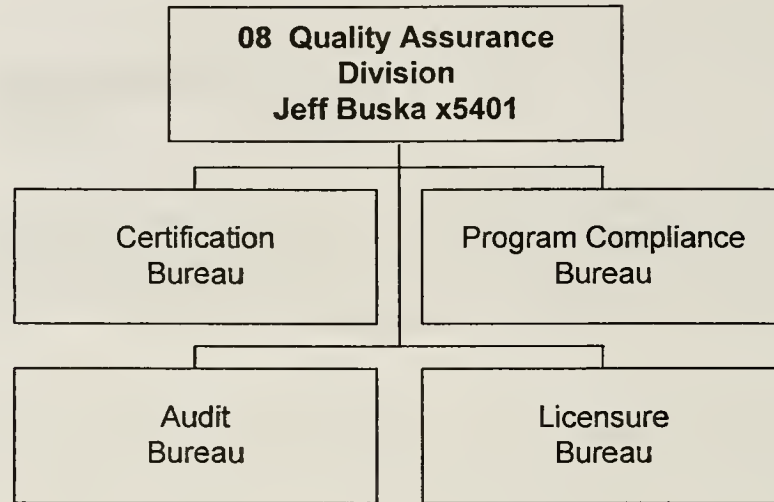 08 Quality Assurance
Division
Jeff Buska x5401
Certification
Bureau
Program Compliance
Bureau
Audit
Bureau
Licensure
Bureau